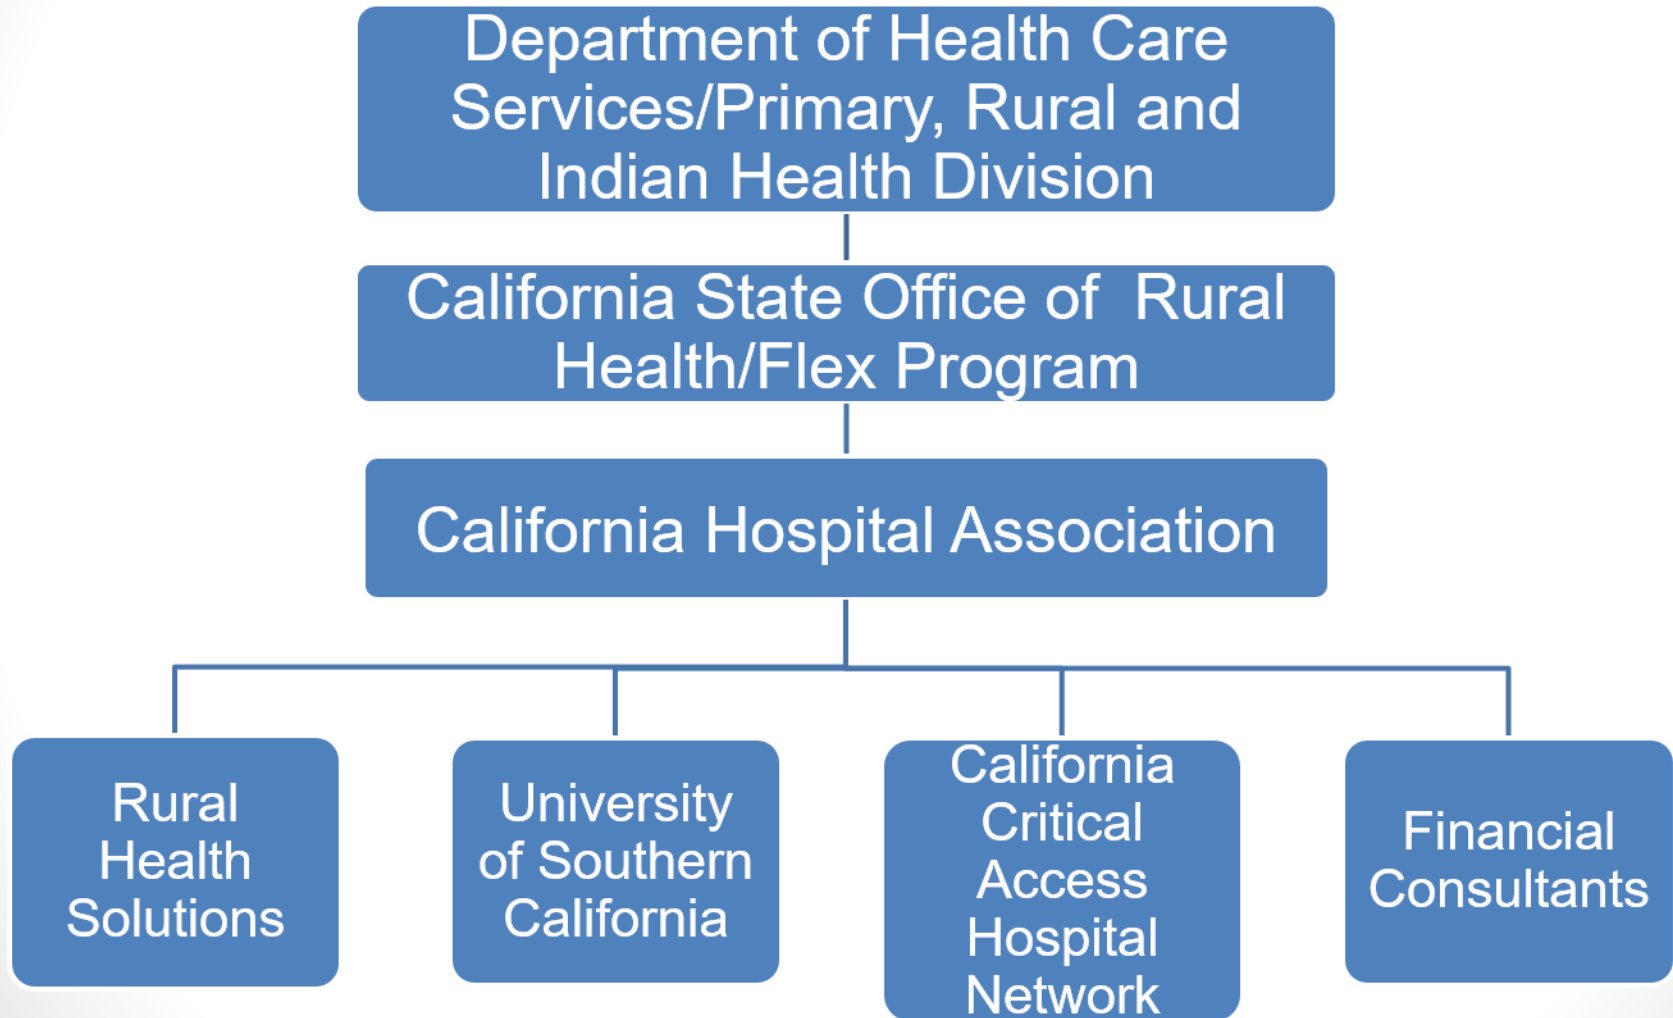 Department of Health Care
Services/Primary, Rural and
Indian Health Division
California State Office of  Rural
Health/Flex Program
California Hospital Association
Rural
Health
Solutions
University
of Southern
California
California
Critical
Access
Hospital
Network
Financial
Consultants